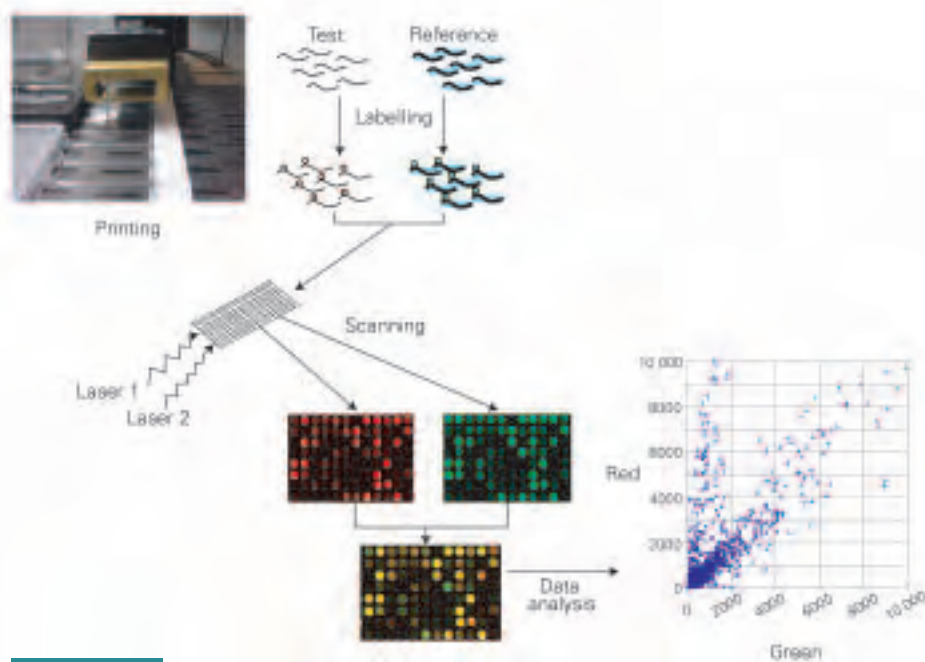 Test
Reference
Labelling
Printing
Scanning
Laser 1
Laser 2
Red
10 000
8000
6000
4000
2000
0
0
2000
4000
6000
8000
10 000
Green
Data
analysis